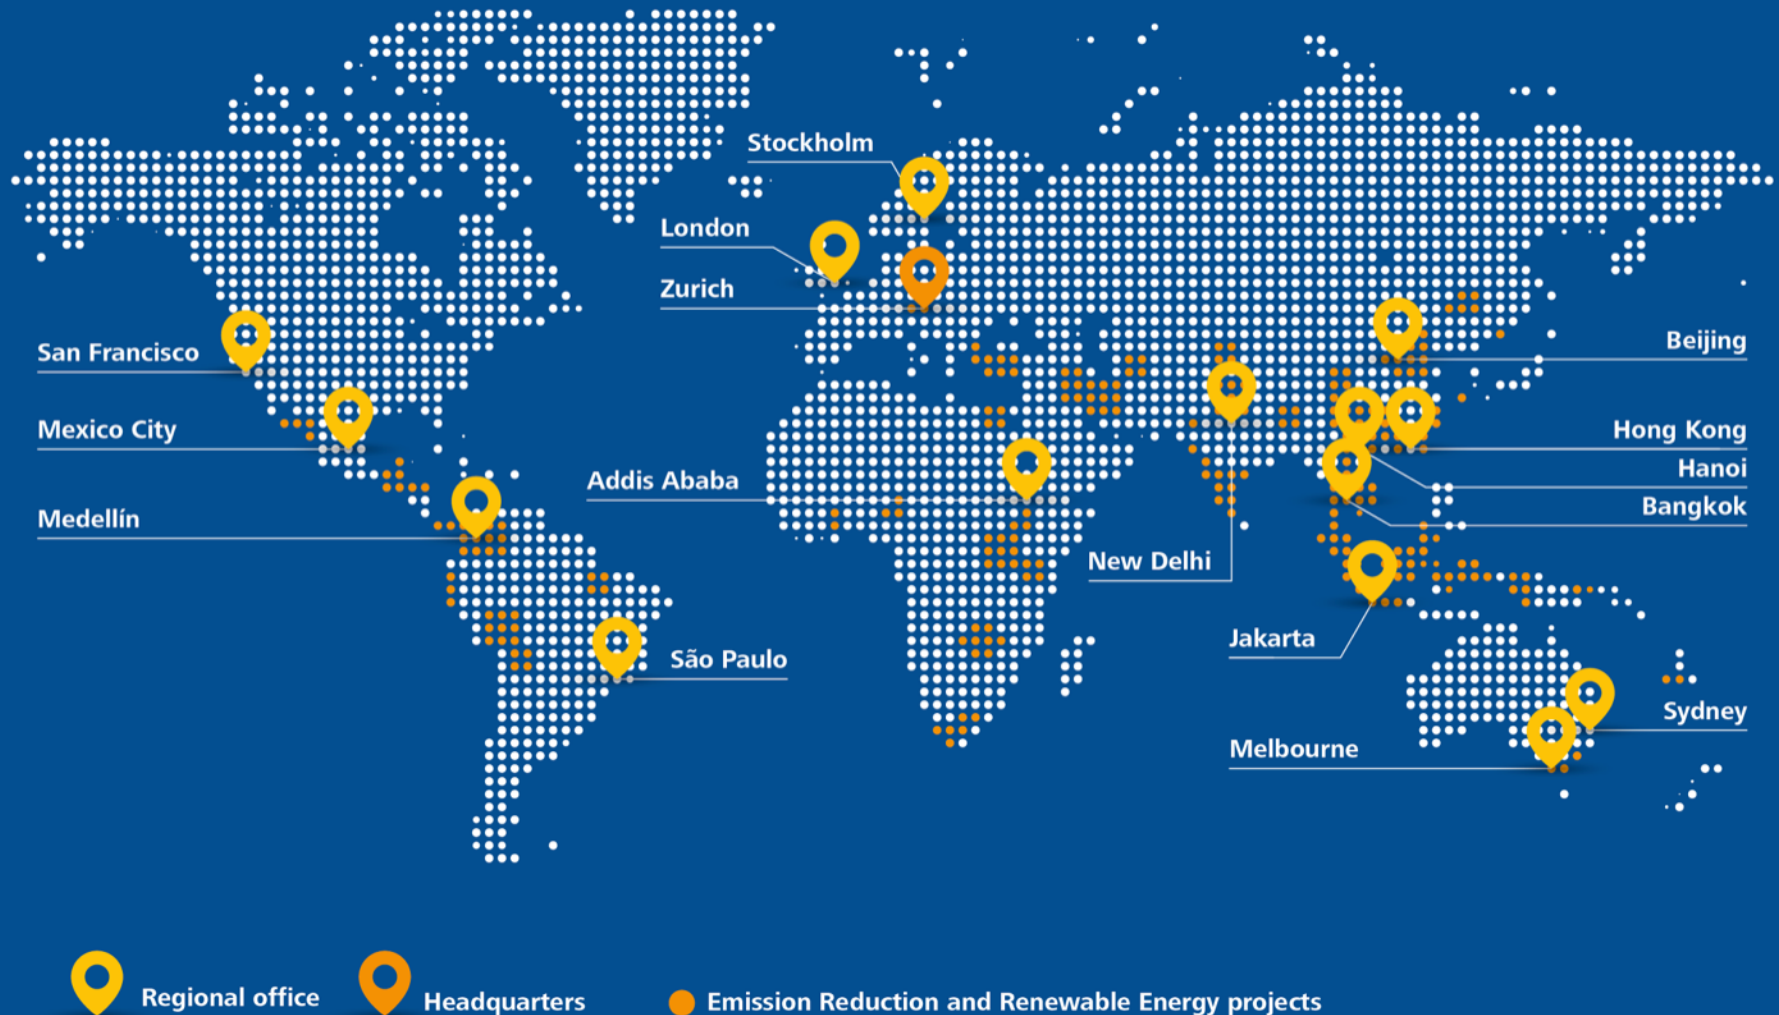 Stockholm
London
Zurich
San Francisco
Beijing
Mexico City
Hong Kong
Hanoi
Addis Ababa
Bangkok
Medellín
New Delhi
Jakarta
São Paulo
Sydney
Melbourne
Regional office
Headquarters
Emission Reduction and Renewable Energy projects